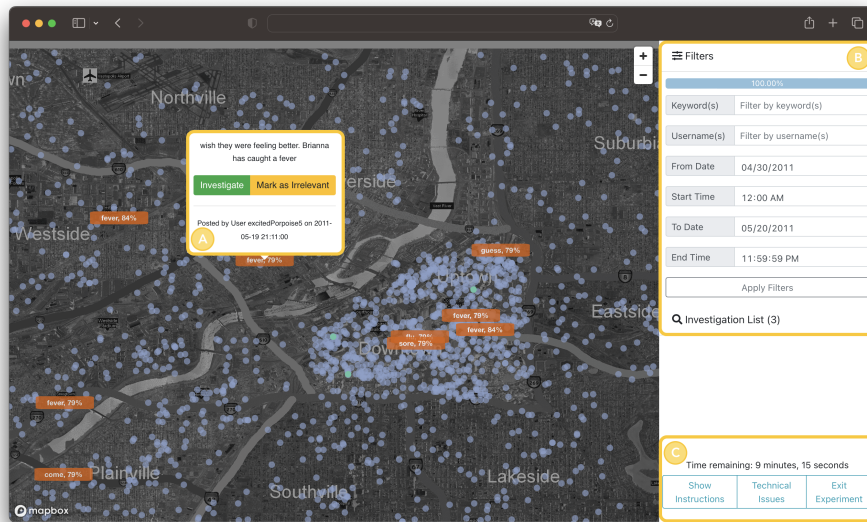 Filters
B
100.00%
Keyword(s) Filter by keyword(s)
Username(s) Filter by username(s)
From Date 04/30/2011
Start Time 12:00 AM
To Date 05/20/2011
End Time 11:59:59 PM
Apply Filters
Investigation List (3)
C
Time remaining: 9 minutes, 15 seconds
Show Instructions
Technical Issues
Exit Experiment
+
−
Northville
Suburbia
wish they were feeling better. Brianna
has caught a fever
Investigate Mark as Irrelevant
Posted by User excitedPorpoise5 on 2011-
05-19 21:11:00
A
erside
fever, 84%
Westside
fever, 79%
guess, 79%
Uptown
Eastside
fever, 79%
fever, 84%
sore, 79%
fever, 79%
come, 79%
Plainville
Southville
Lakeside
mapbox